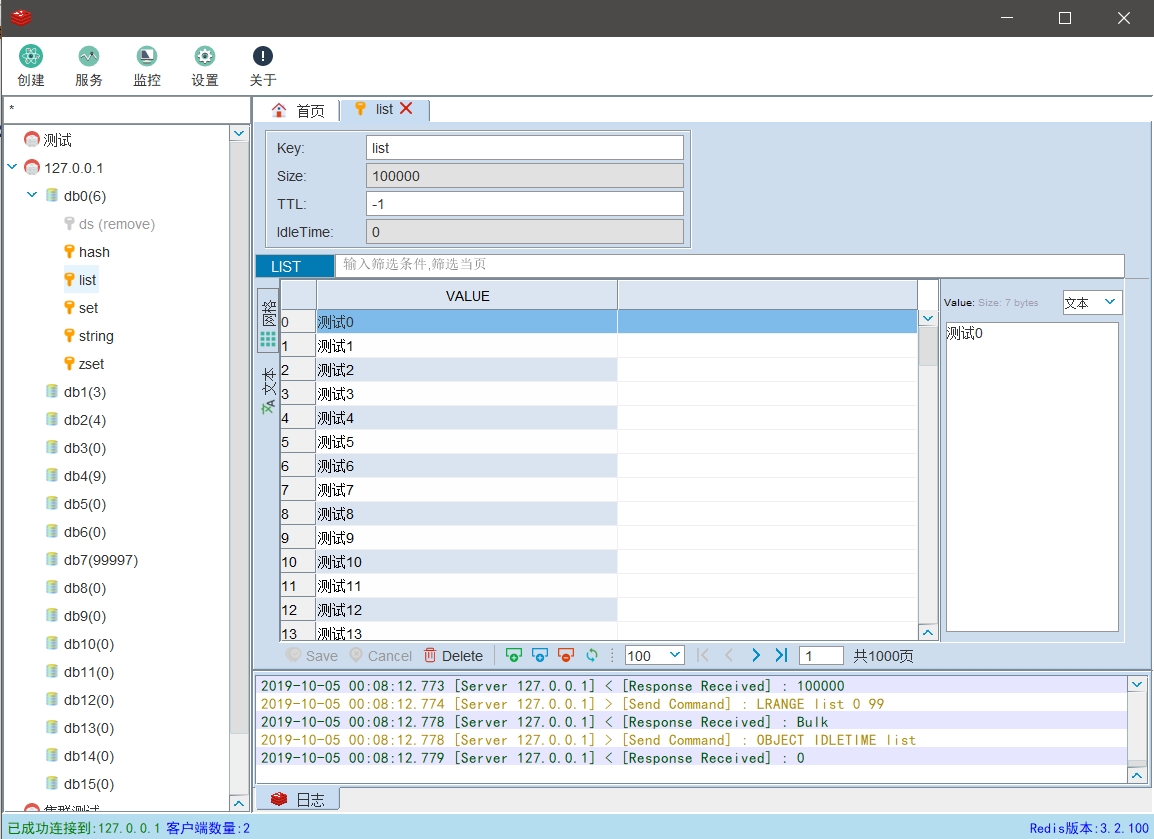 创建 服务 监控 设置 关于
*
测试
127.0.0.1
db0(6)
ds (remove)
hash
list
set
string
zset
db1(3)
db2(4)
db3(0)
db4(9)
db5(0)
db6(0)
db7(99997)
db8(0)
db9(0)
db10(0)
db11(0)
db12(0)
db13(0)
db14(0)
db15(0)
集群测试
首页 list
Key: list
Size: 100000
TTL: -1
IdleTime: 0
LIST 输入筛选条件,筛选当页
网格
文本
VALUE
0 测试0
1 测试1
2 测试2
3 测试3
4 测试4
5 测试5
6 测试6
7 测试7
8 测试8
9 测试9
10 测试10
11 测试11
12 测试12
13 测试13
Value: Size: 7 bytes 文本
测试0
Save Cancel Delete 100 1 共1000页
2019-10-05 00:08:12.773 [Server 127.0.0.1] < [Response Received] : 100000
2019-10-05 00:08:12.774 [Server 127.0.0.1] > [Send Command] : LRANGE list 0 99
2019-10-05 00:08:12.778 [Server 127.0.0.1] < [Response Received] : Bulk
2019-10-05 00:08:12.778 [Server 127.0.0.1] > [Send Command] : OBJECT IDLETIME list
2019-10-05 00:08:12.779 [Server 127.0.0.1] < [Response Received] : 0
日志
已成功连接到:127.0.0.1 客户端数量:2 Redis版本:3.2.100